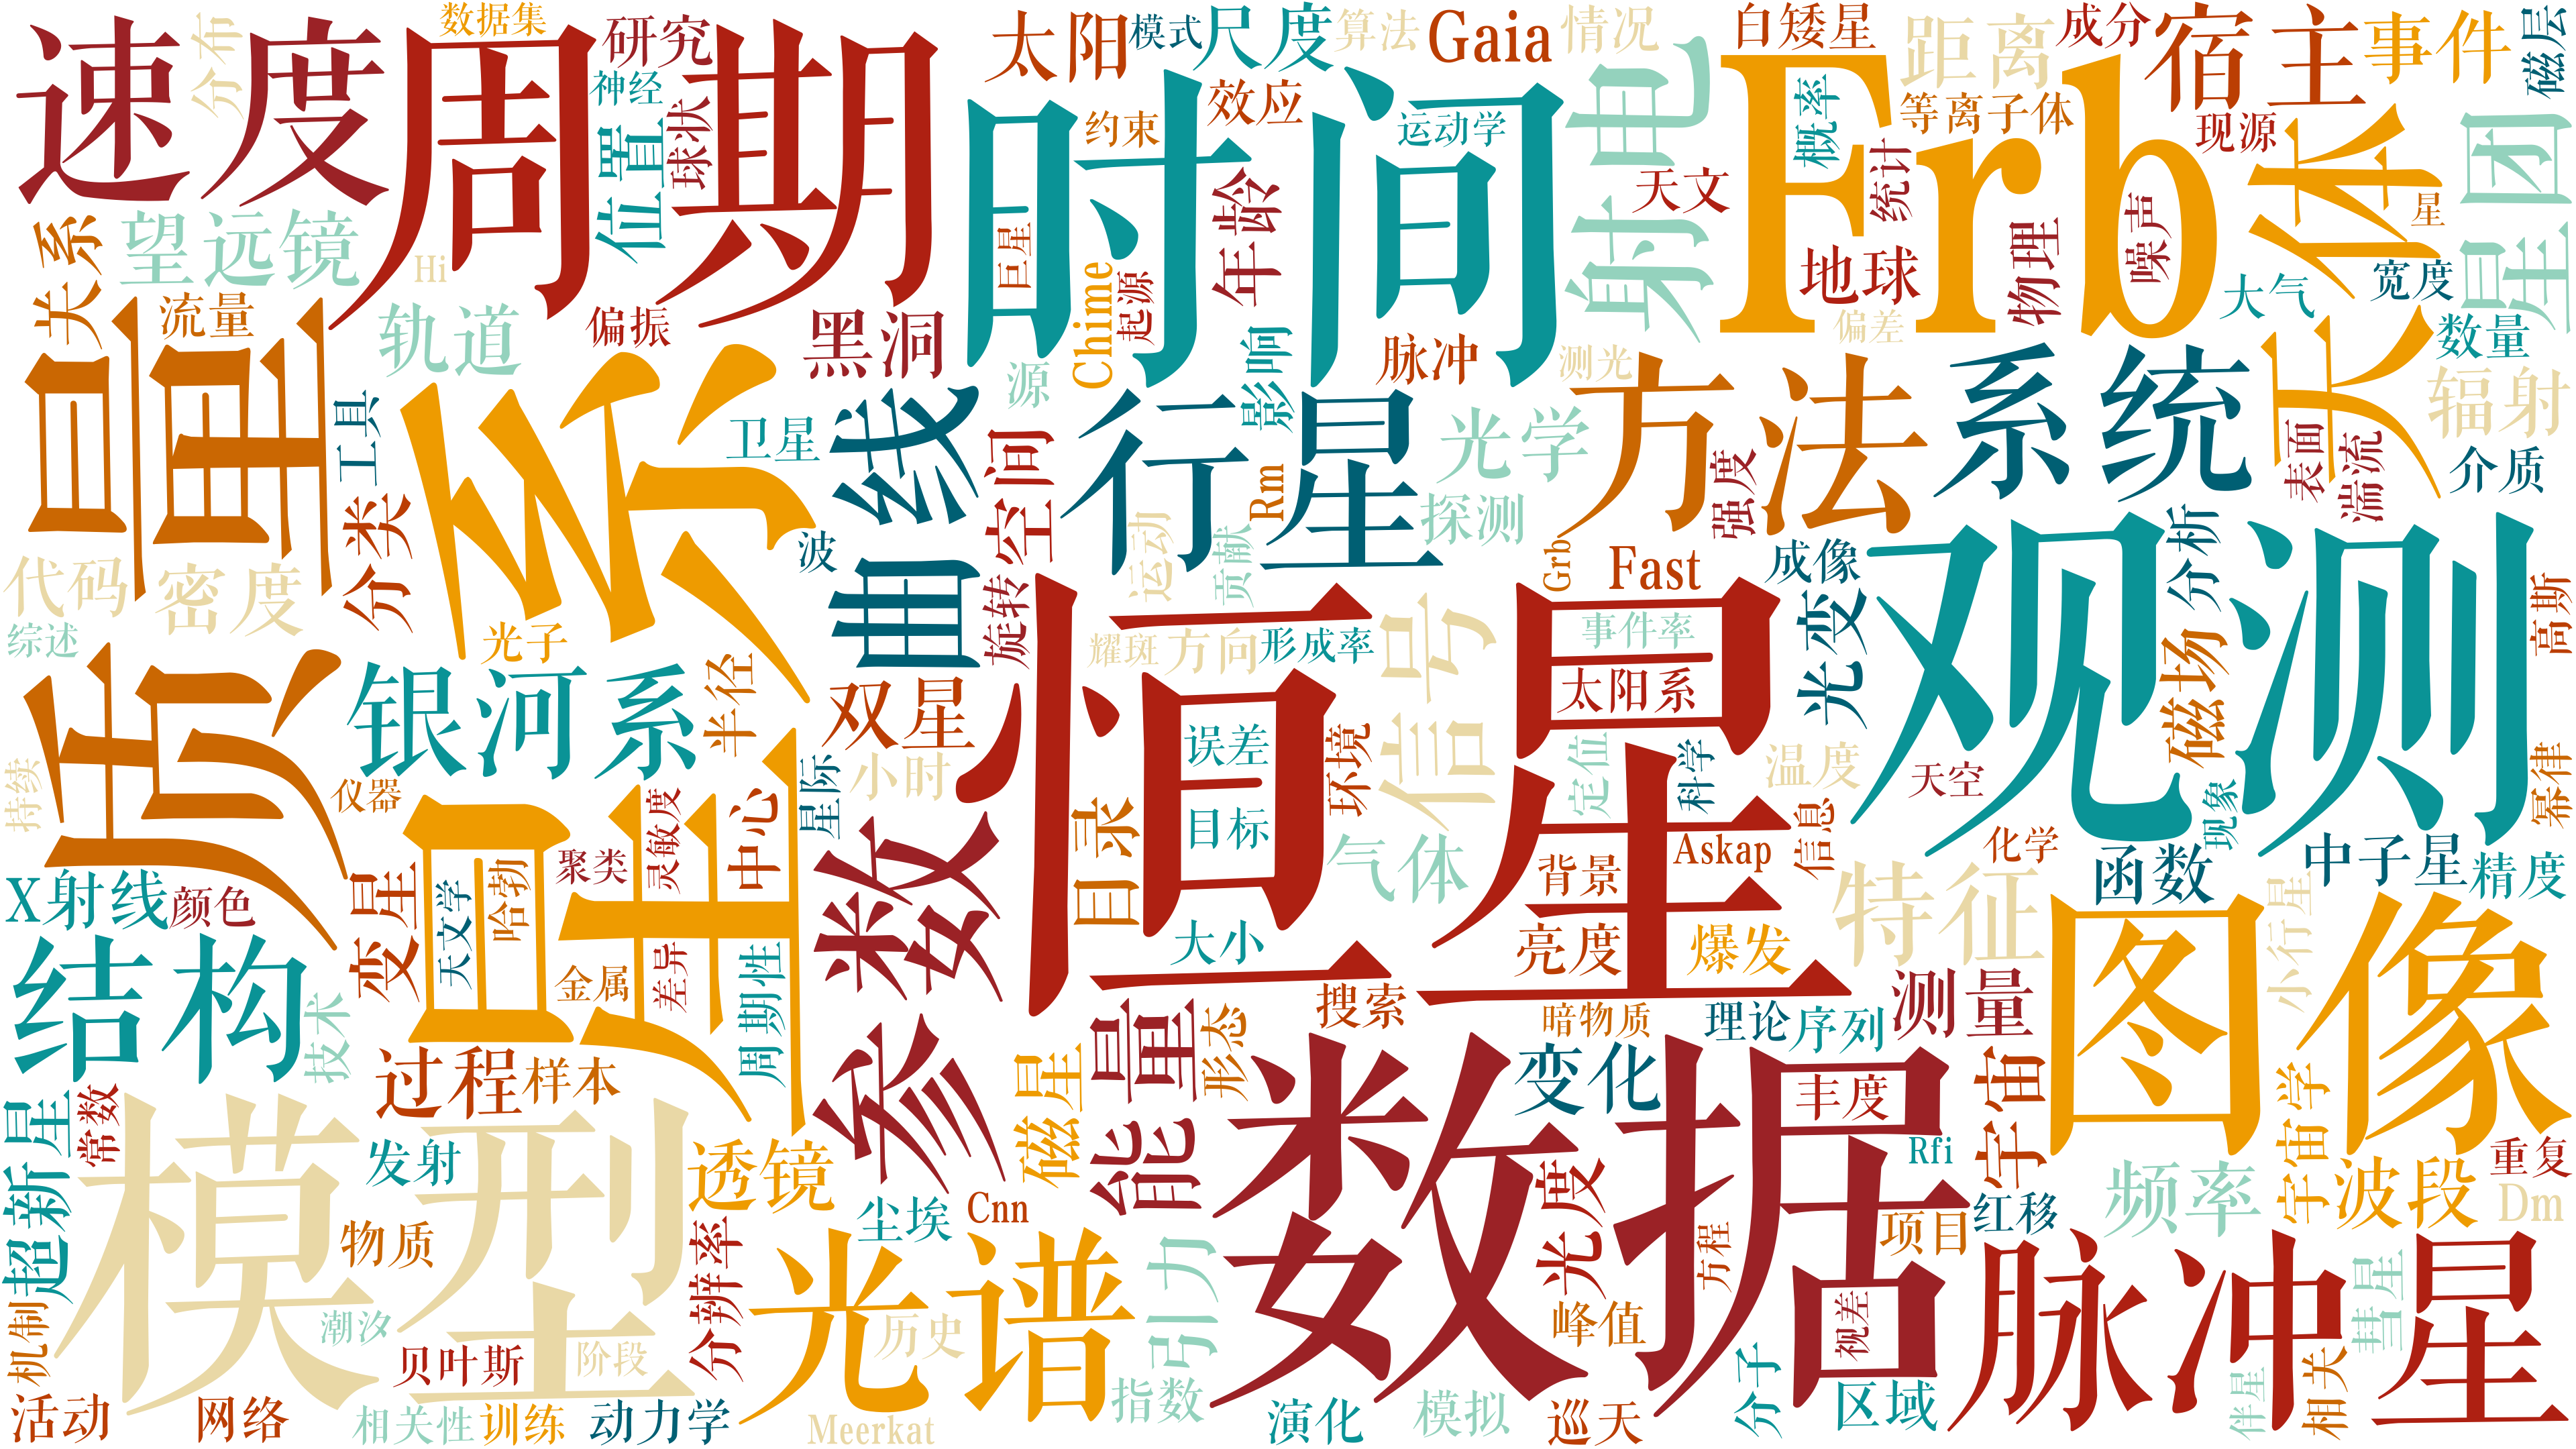 速度
分布
周期
数据集
研究
神经
位置
球状
太阳
模式
尺度
算法
Gaia
情况
白矮星
距离
成分
宿主
事件
磁层
时间
约束
效应
运动学
射电
天文
概率
统计
Frb
等离子体
现源
天体
星
星团
关系
望远镜
Hi
流量
轨道
偏振
黑洞
巨星
Chime
起源
年龄
影响
脉冲
测光
地球
偏差
物理
噪声
大气
宽度
数量
辐射
介质
质量
工具
分类
星系
卫星
曲线
源
行星
空间
Rm
光学
探测
方法
强度
系统
表面
湍流
代码
密度
综述
光子
波
旋转
运动
贡献
Grb
Fast
成像
光变
观测
分析
磁场
高斯
银河系
半径
双星
小时
星际
恒星
耀斑
方向
形成率
事件率
太阳系
信号
误差
目标
环境
定位
科学
温度
天空
现象
幂律
持续
仪器
变星
天文学
哈勃
聚类
灵敏度
中心
参数
目录
气体
背景
Askap
信息
化学
特征
函数
中子星
精度
X射线
颜色
结构
技术
金属
差异
周期性
大小
亮度
爆发
测量
图像
小行星
过程
样本
磁星
能量
形态
搜索
暗物质
理论
序列
变化
丰度
宇宙
宇宙学
波段
重复
Dm
超新星
常数
模型
发射
物质
透镜
尘埃
Cnn
引力
数据
光度
方程
Rfi
项目
红移
频率
脉冲星
彗星
机制
潮汐
贝叶斯
阶段
分辨率
光谱
历史
峰值
视差
分子
区域
伴星
相关
活动
网络
相关性
训练
动力学
Meerkat
指数
演化
模拟
巡天